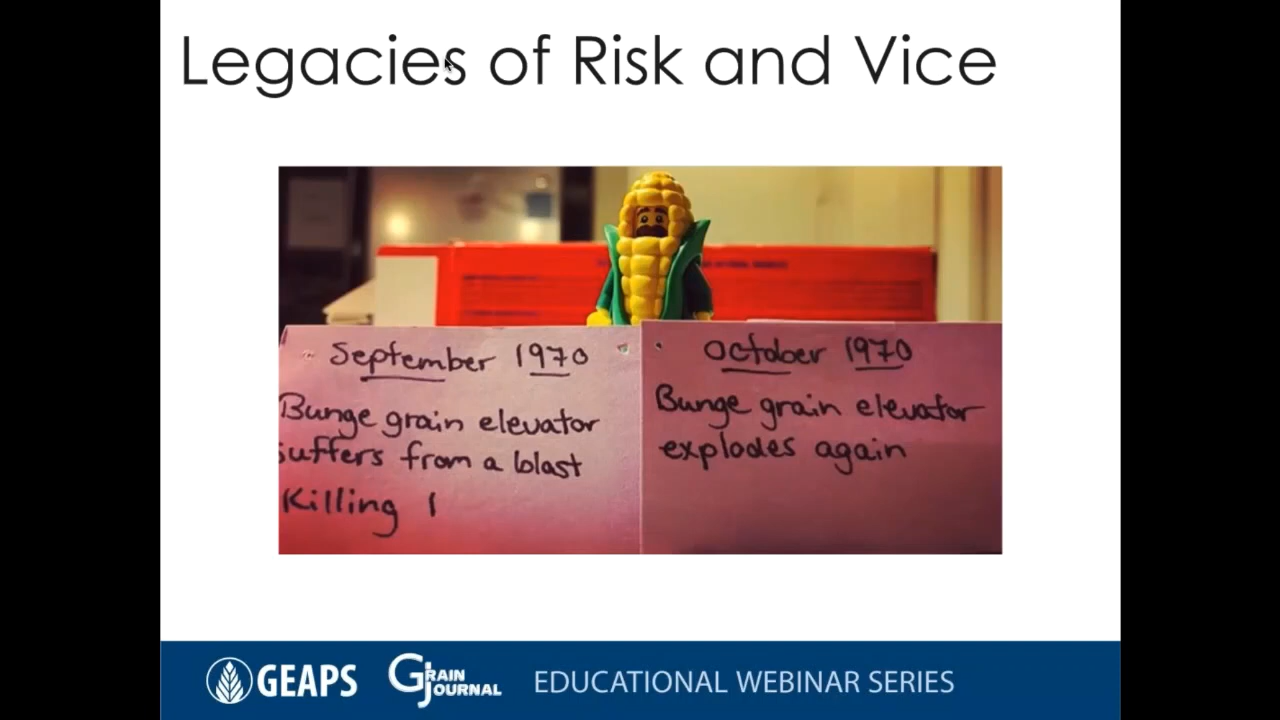 Legacies of Risk and Vice
September 1970
Bunge grain elevator
suffers from a blast
Killing 1
October 1970
Bunge grain elevator
explodes again
GEAPS
GRAIN JOURNAL
EDUCATIONAL WEBINAR SERIES